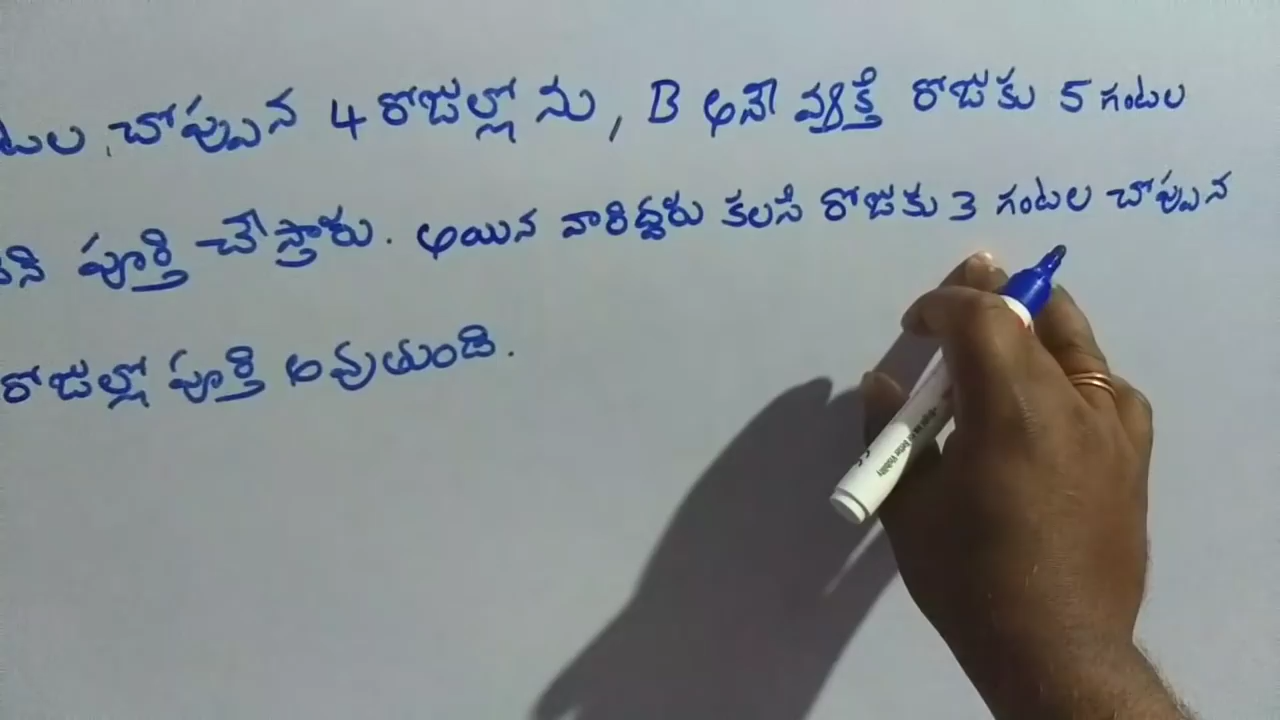 టల చొప్పున 4 రోజుల్లోను, B అనే వ్యక్తి రోజుకు 5 గంటల
పూర్తి చేస్తారు. అయిన వారిద్దరు కలసి రోజుకు 3 గంటల చొప్పున
రోజుల్లో పూర్తి అవుతుండి.